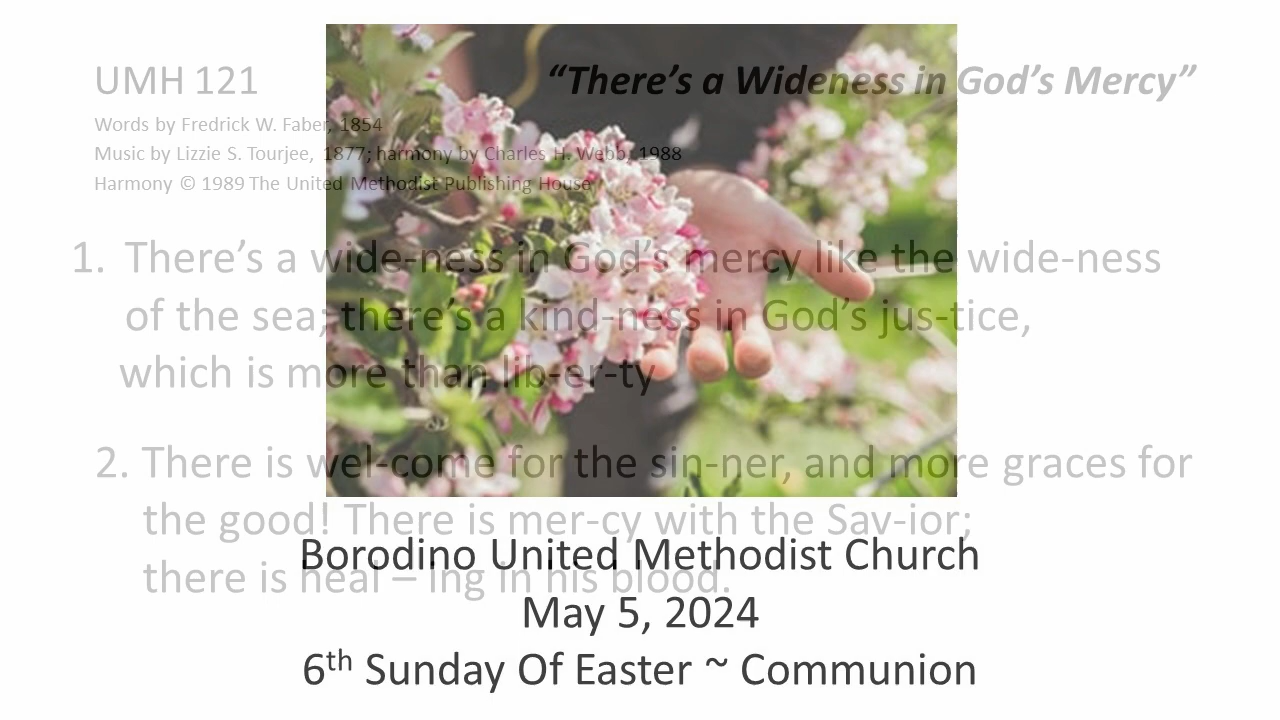 UMH 121 “There’s a Wideness in God’s Mercy”
Words by Fredrick W. Faber, 1854
Music by Lizzie S. Tourjee, 1877; harmony by Charles H. Webb, 1988
Harmony © 1989 The United Methodist Publishing House
1. There’s a wide-ness in God’s mercy like the wide-ness
of the sea; there’s a kind-ness in God’s jus-tice,
which is more than lib-er-ty
2. There is wel-come for the sin-ner, and more graces for
the good! There is mer-cy with the Sav-ior;
there is heal – ing in his blood.
Borodino United Methodist Church
May 5, 2024
6th Sunday Of Easter ~ Communion